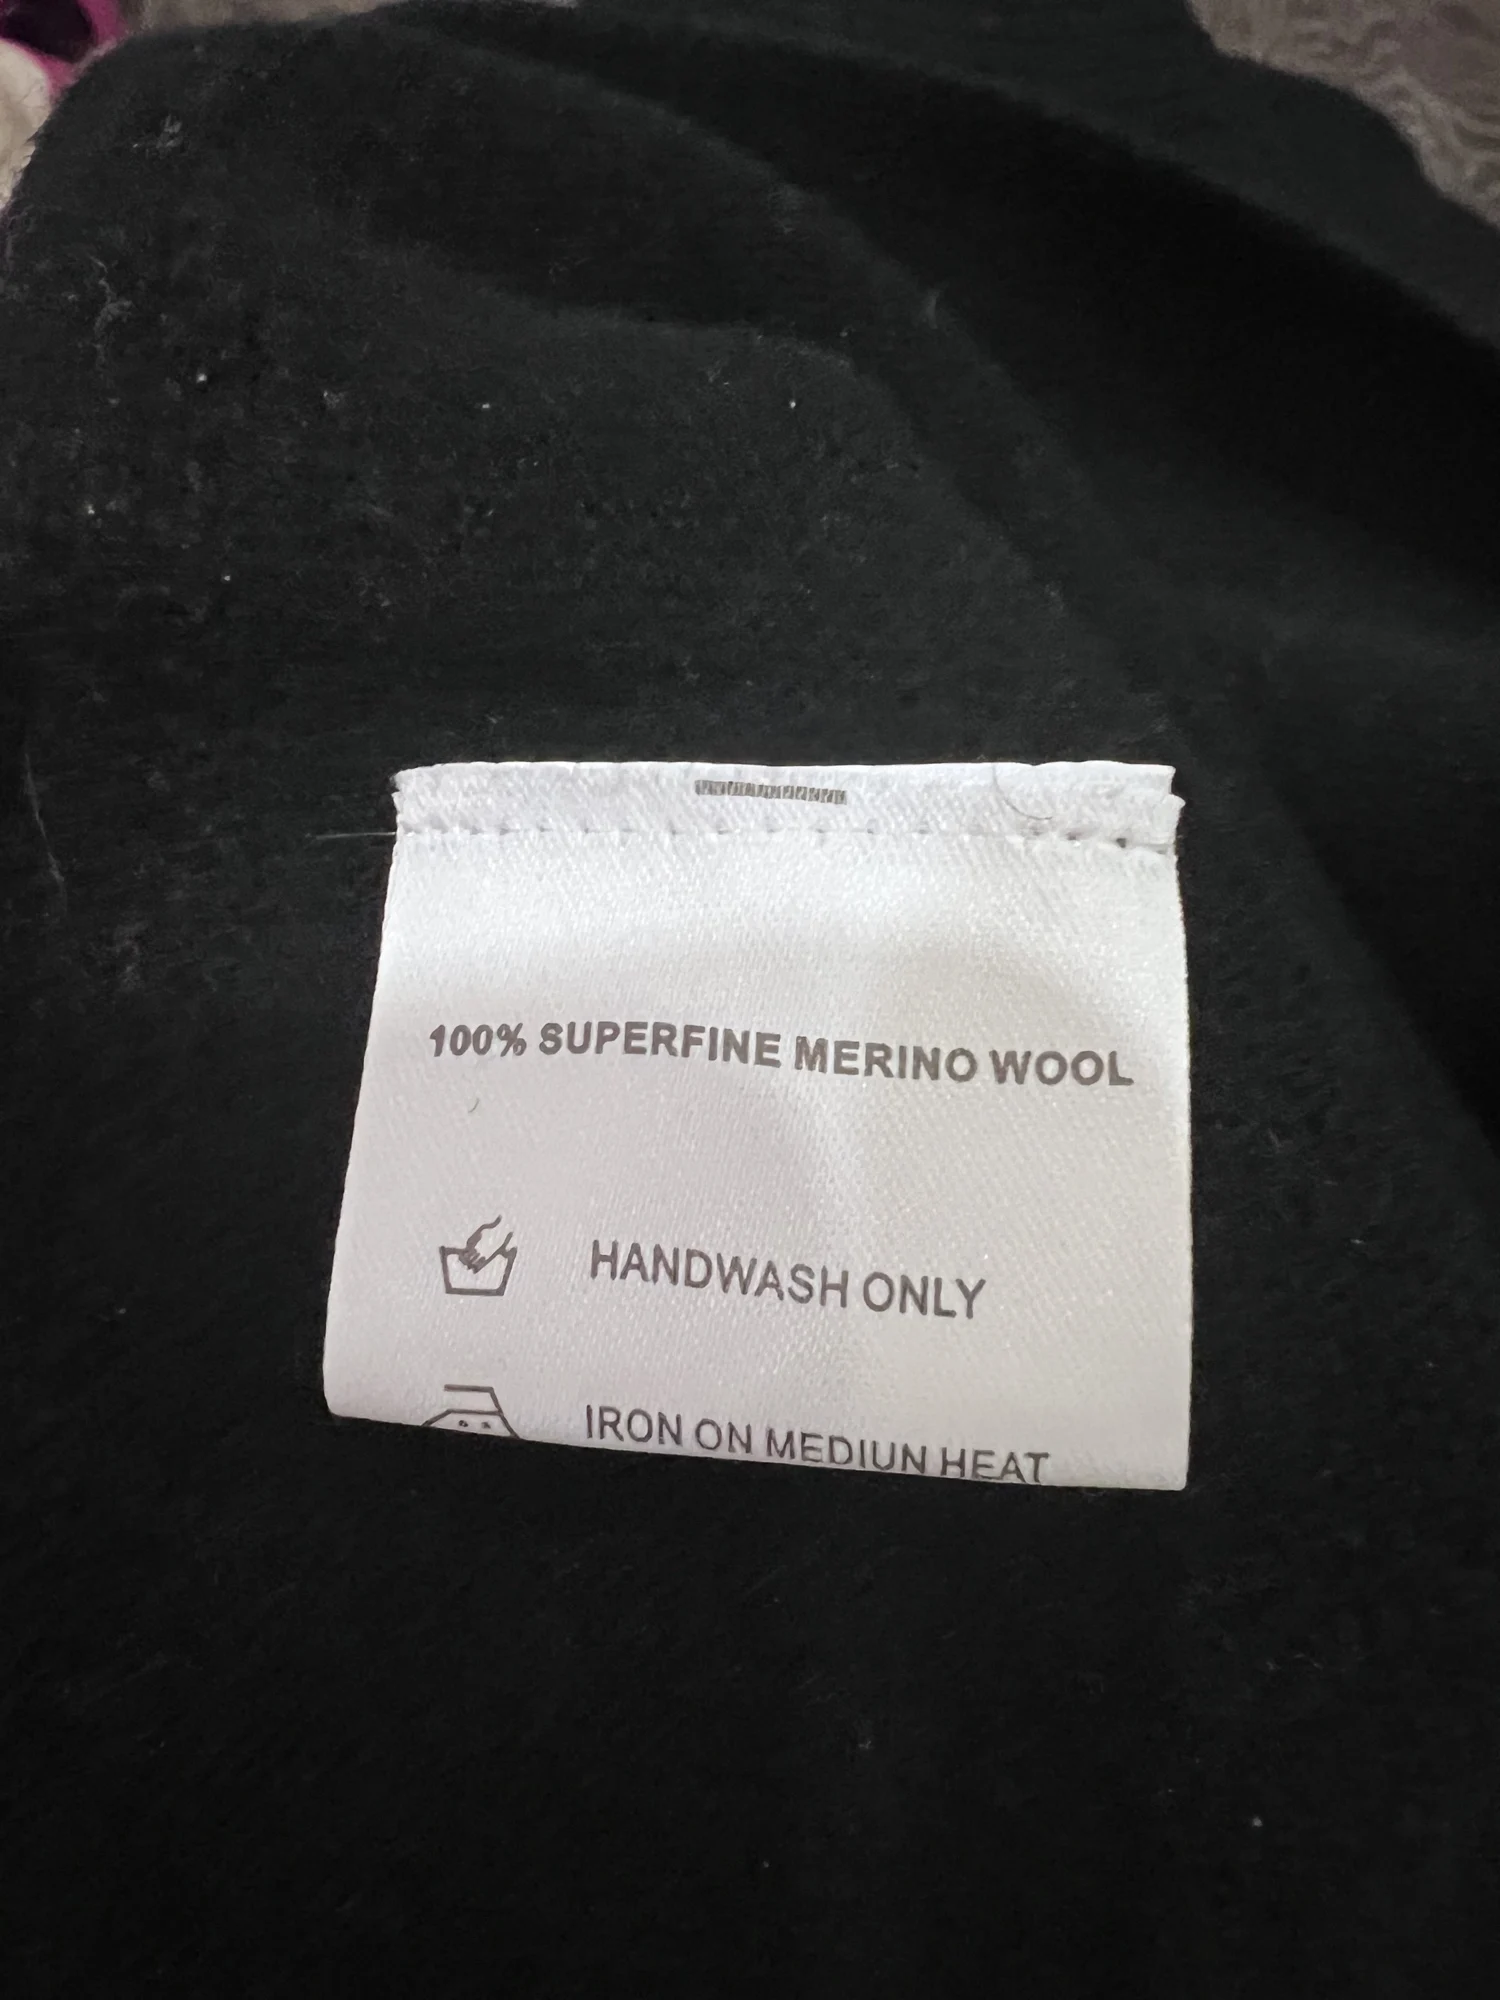 100% SUPERFINE MERINO WOOL
HANDWASH ONLY
IRON ON MEDIUN HEAT